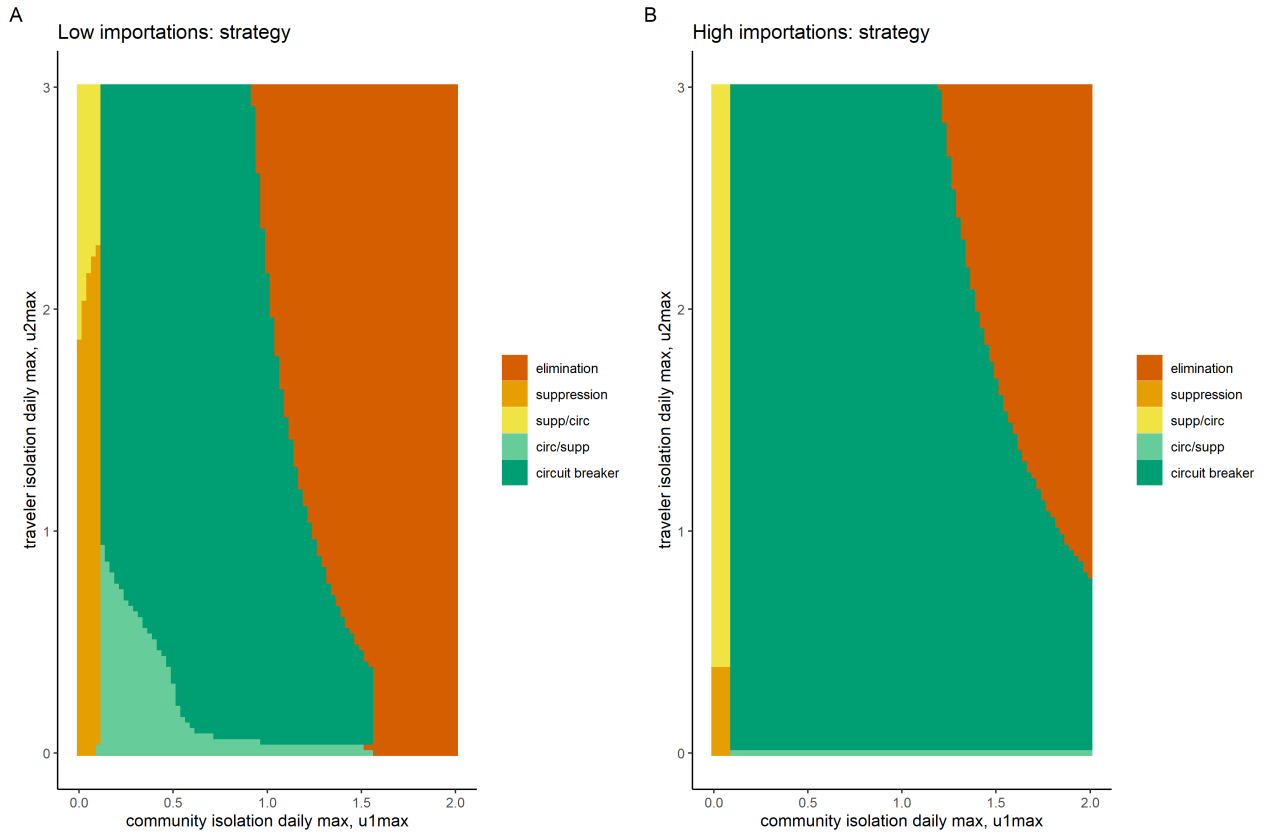 A
Low importations: strategy
3
2
1
0
traveler isolation daily max, u2max
0.0 0.5 1.0 1.5 2.0
community isolation daily max, u1max
elimination
suppression
supp/circ
circ/supp
circuit breaker
B
High importations: strategy
3
2
1
0
traveler isolation daily max, u2max
0.0 0.5 1.0 1.5 2.0
community isolation daily max, u1max
elimination
suppression
supp/circ
circ/supp
circuit breaker